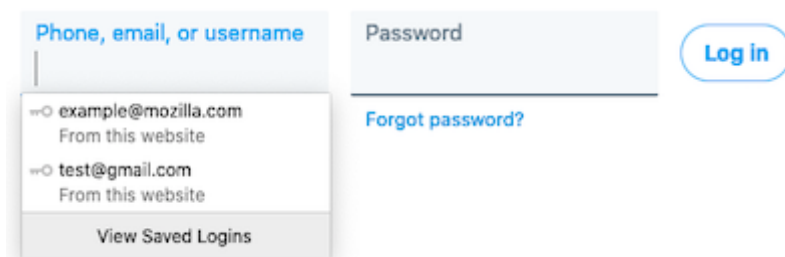 Phone, email, or username
Password
Log in
example@mozilla.com
From this website
Forgot password?
test@gmail.com
From this website
View Saved Logins